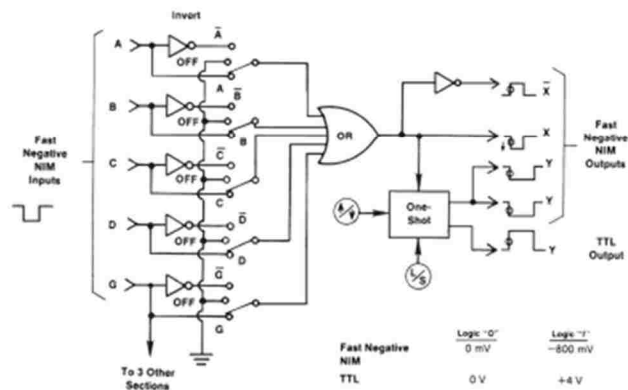 Invert
A
Ā
OFF
A
B
B̄
OFF
B
C
C̄
OFF
C
D
D̄
OFF
D
G
Ḡ
OFF
G
Fast
Negative
NIM
Inputs
To 3 Other
Sections
OR
One-
Shot
L/S
X̄
X
Y
Y
Y
Fast
Negative
NIM
Outputs
TTL
Output
Logic "0" Logic "1"
Fast Negative 0 mV −800 mV
NIM
TTL 0 V +4 V